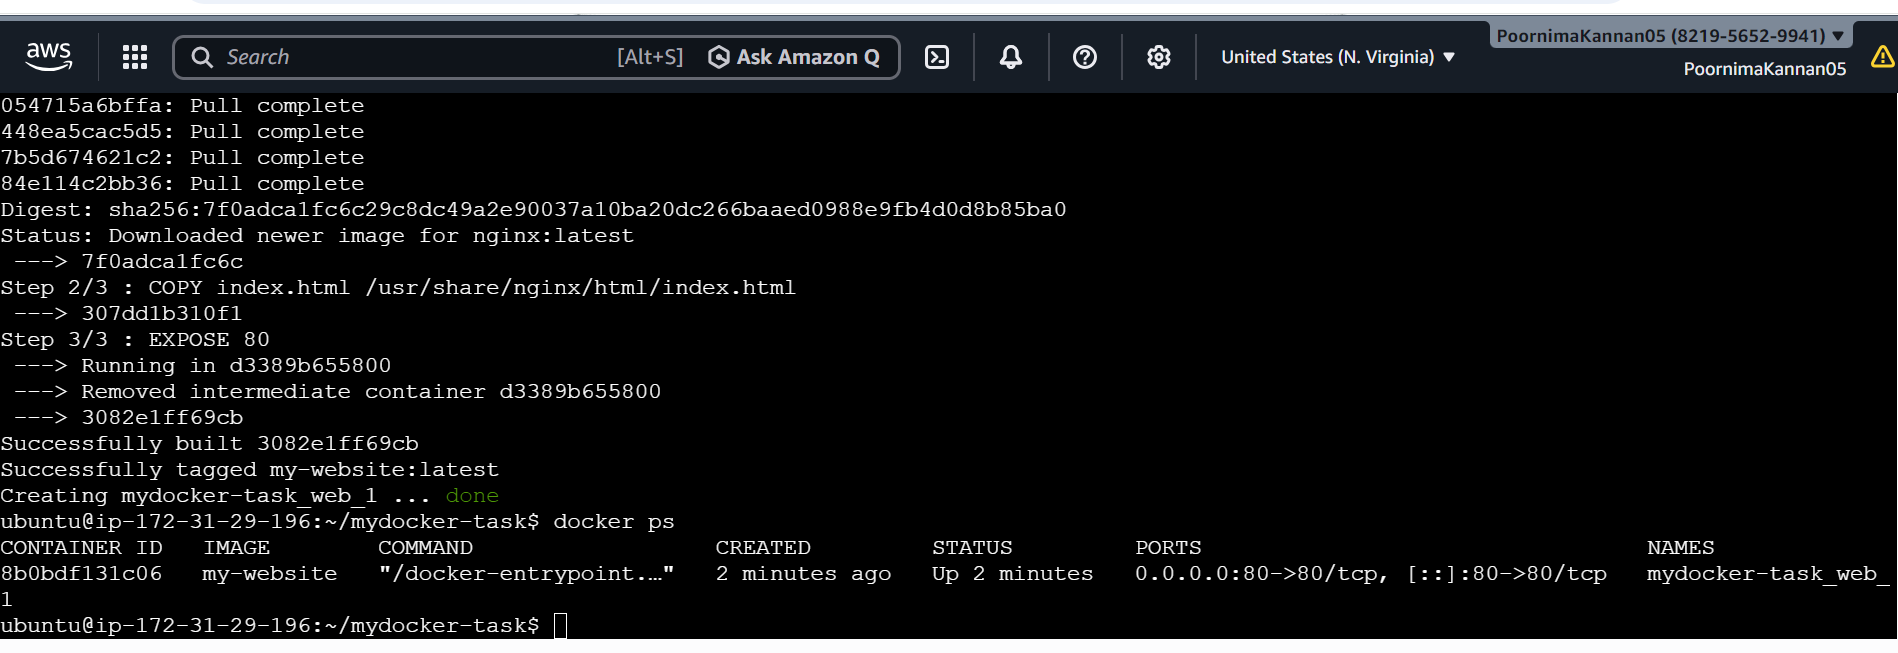 aws
Search [Alt+S] Ask Amazon Q United States (N. Virginia) ▼ PoornimaKannan05 (8219-5652-9941) ▼
PoornimaKannan05
054715a6bffa: Pull complete
448ea5cac5d5: Pull complete
7b5d674621c2: Pull complete
84e114c2bb36: Pull complete
Digest: sha256:7f0adca1fc6c29c8dc49a2e90037a10ba20dc266baaed0988e9fb4d0d8b85ba0
Status: Downloaded newer image for nginx:latest
 ---> 7f0adca1fc6c
Step 2/3 : COPY index.html /usr/share/nginx/html/index.html
 ---> 307dd1b310f1
Step 3/3 : EXPOSE 80
 ---> Running in d3389b655800
 ---> Removed intermediate container d3389b655800
 ---> 3082e1ff69cb
Successfully built 3082e1ff69cb
Successfully tagged my-website:latest
Creating mydocker-task_web_1 ... done
ubuntu@ip-172-31-29-196:~/mydocker-task$ docker ps
CONTAINER ID   IMAGE        COMMAND                  CREATED         STATUS         PORTS                                 NAMES
8b0bdf131c06   my-website   "/docker-entrypoint.…"   2 minutes ago   Up 2 minutes   0.0.0.0:80->80/tcp, [::]:80->80/tcp   mydocker-task_web_
1
ubuntu@ip-172-31-29-196:~/mydocker-task$